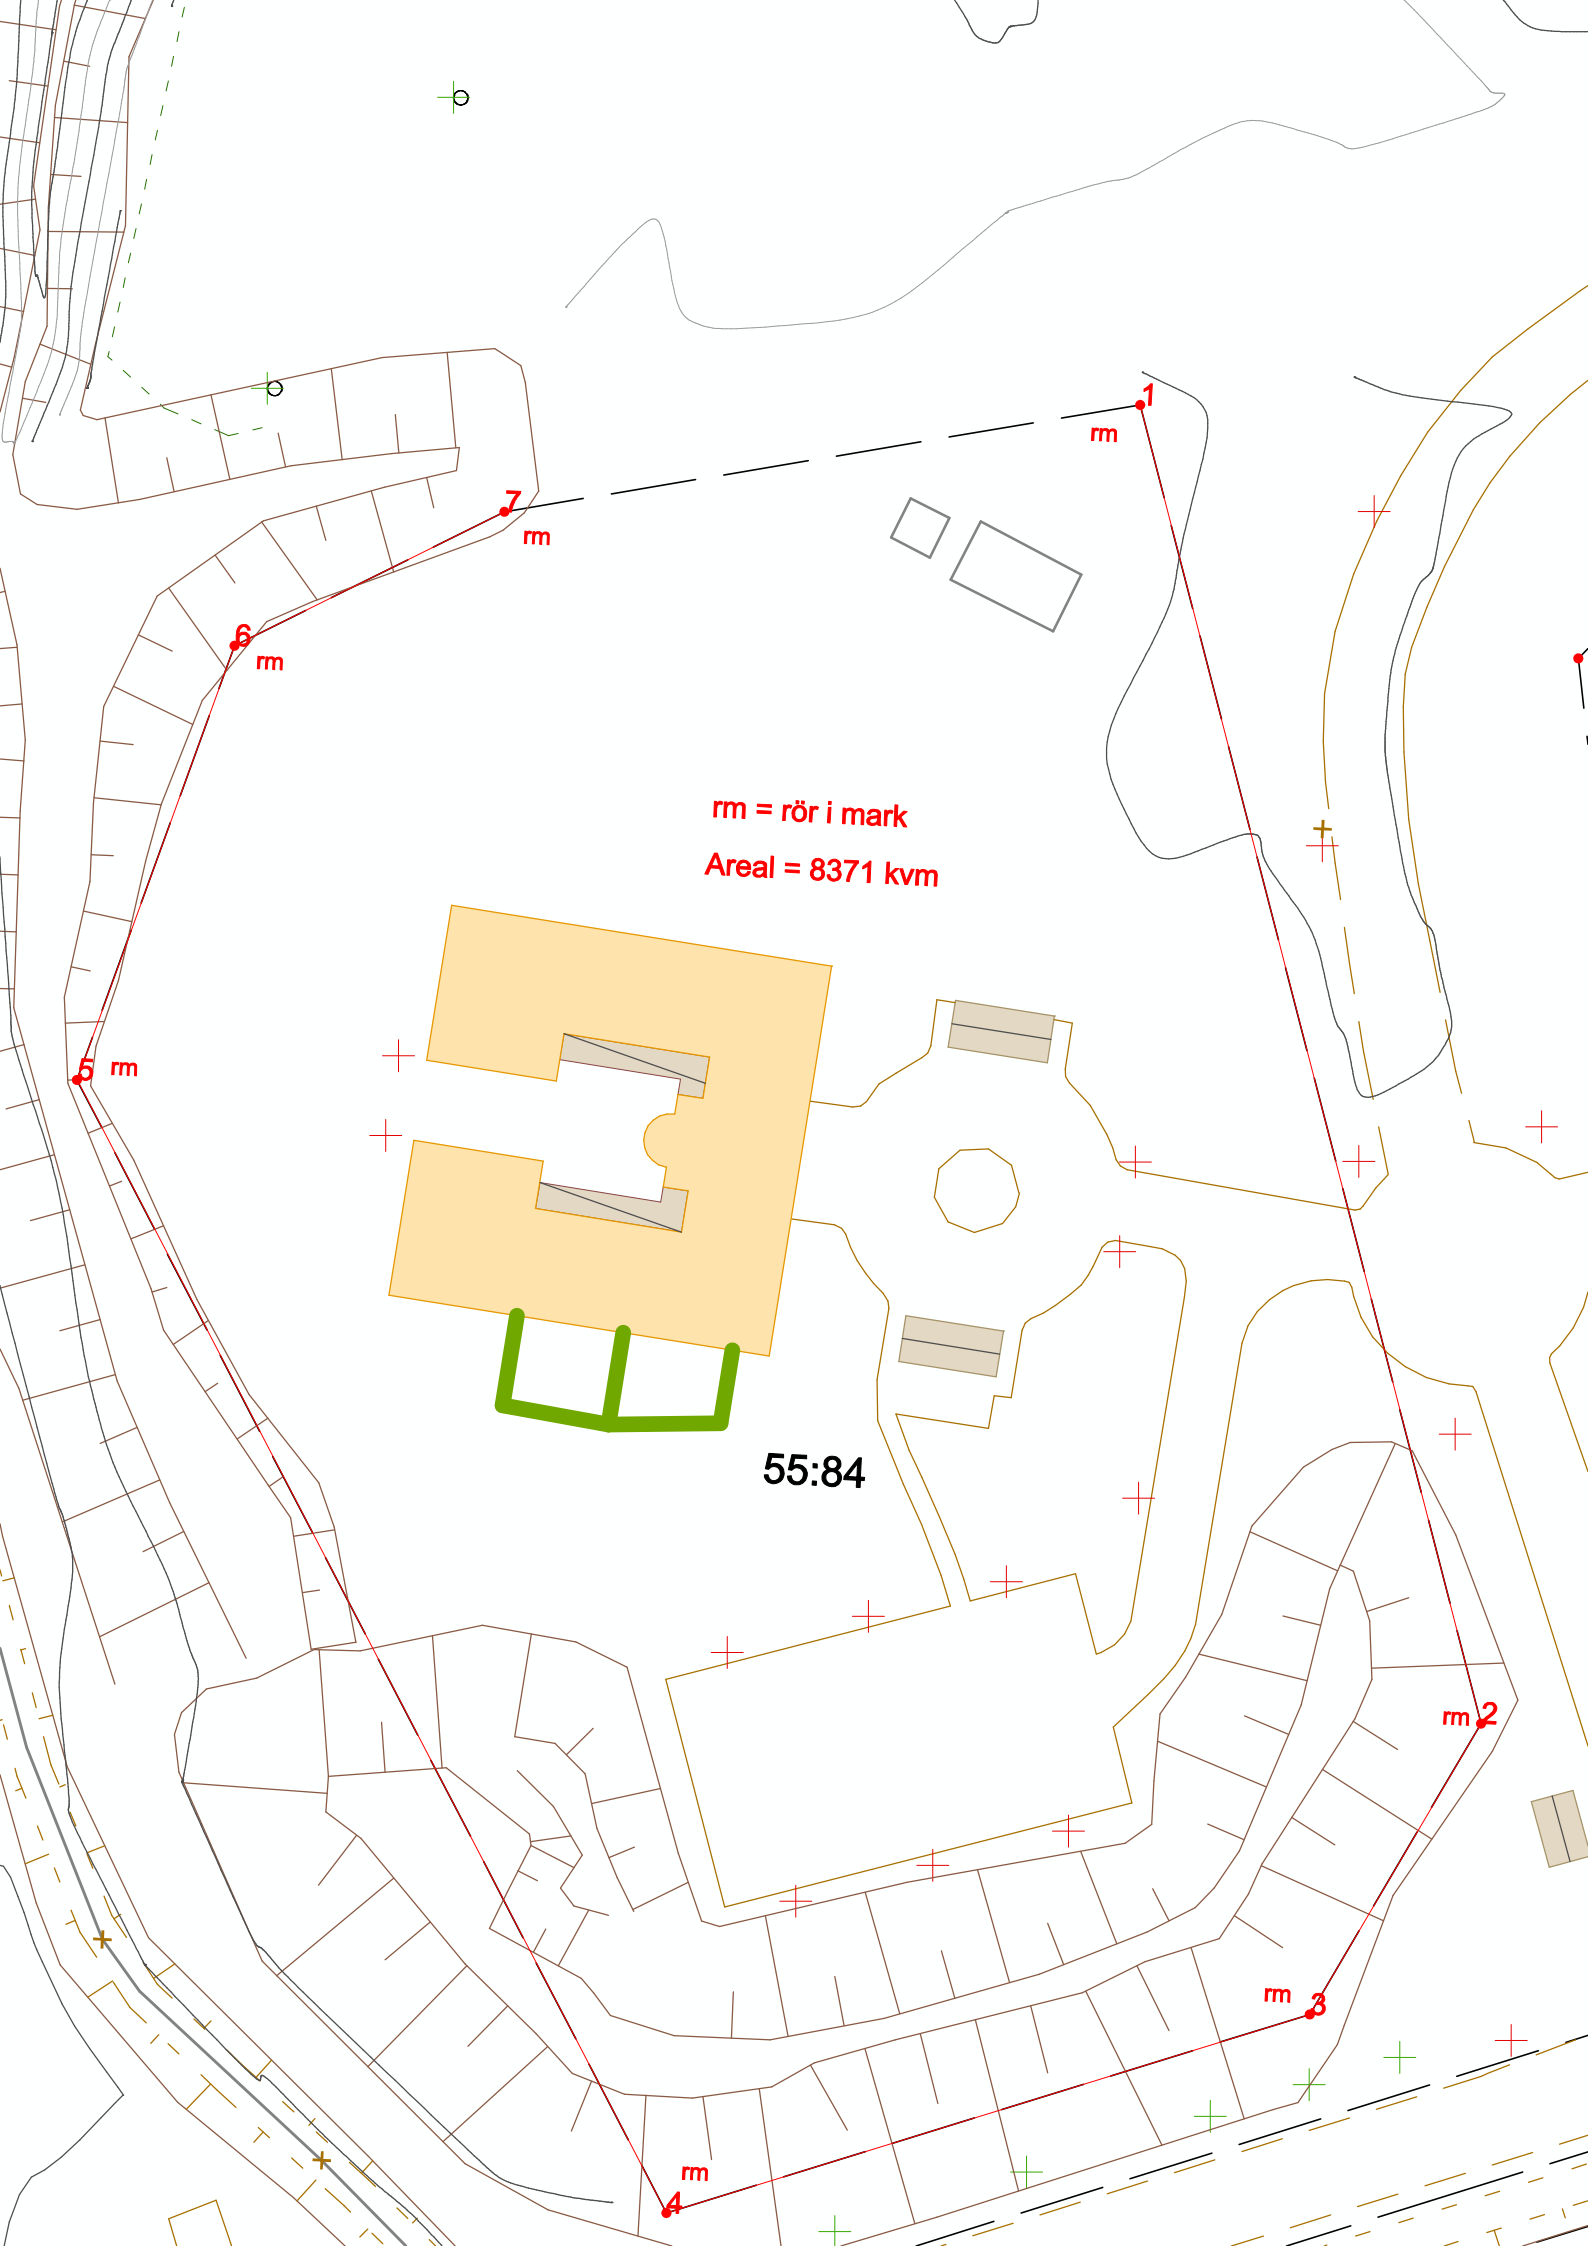 1
rm
7
rm
6
rm
rm = rör i mark
Areal = 8371 kvm
5 rm
55:84
rm 2
rm 3
rm
4